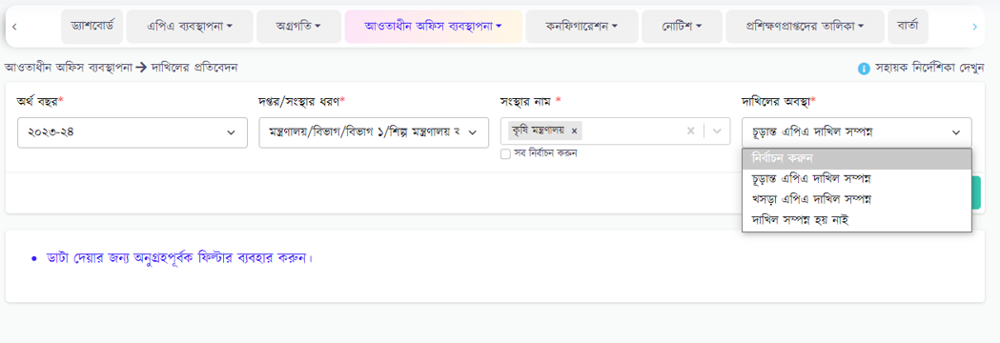 ড্যাশবোর্ড এপিএ ব্যবস্থাপনা অগ্রগতি আওতাধীন অফিস ব্যবস্থাপনা কনফিগারেশন নোটিশ প্রশিক্ষণপ্রাপ্তদের তালিকা বার্তা
আওতাধীন অফিস ব্যবস্থাপনা → দাখিলের প্রতিবেদন
সহায়ক নির্দেশিকা দেখুন
অর্থ বছর* দপ্তর/সংস্থার ধরণ* সংস্থার নাম * দাখিলের অবস্থা*
২০২৩-২৪ মন্ত্রণালয়/বিভাগ/বিভাগ ১/শিল্প মন্ত্রণালয় কৃষি মন্ত্রণালয় × চূড়ান্ত এপিএ দাখিল সম্পন্ন
সব নির্বাচন করুন
নির্বাচন করুন
চূড়ান্ত এপিএ দাখিল সম্পন্ন
খসড়া এপিএ দাখিল সম্পন্ন
দাখিল সম্পন্ন হয় নাই
• ডাটা দেয়ার জন্য অনুগ্রহপূর্বক ফিল্টার ব্যবহার করুন।